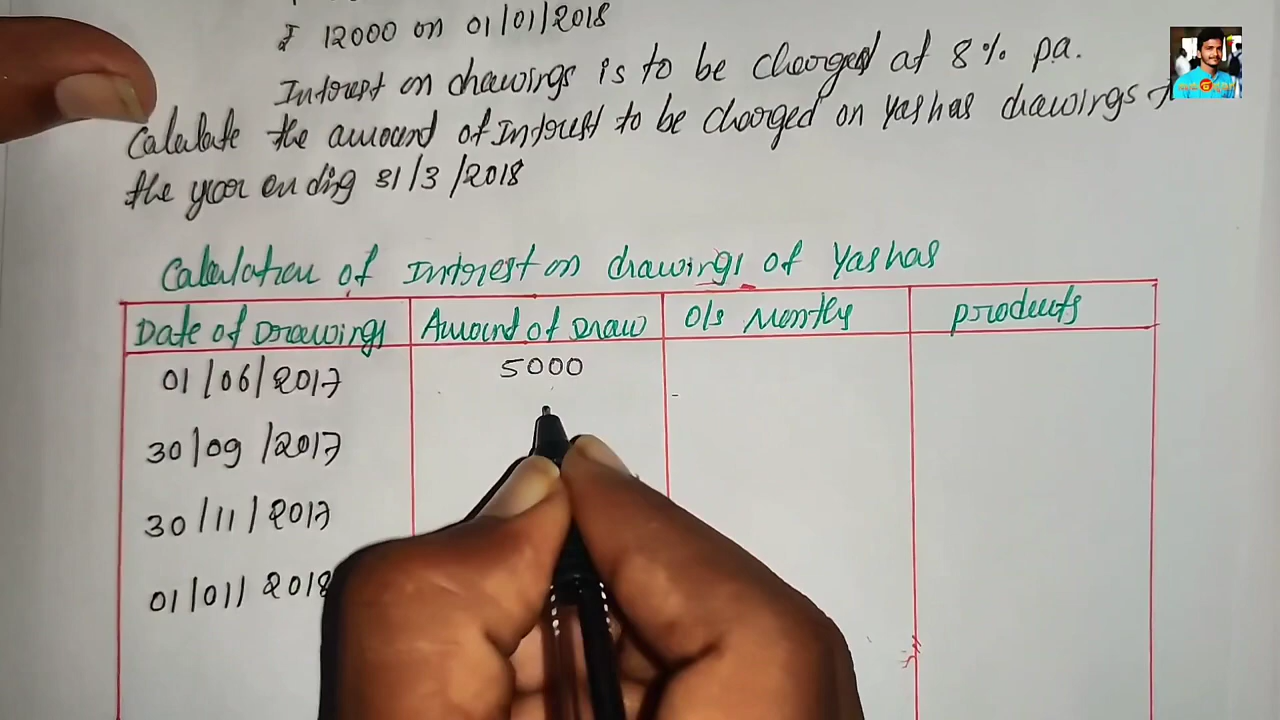 ₹ 12000 on 01/01/2018
Interest on drawings is to be charged at 8% pa.
Calculate the amount of Interest to be charged on Yashas drawings
the year ending 31/3/2018
Calculation of Interest on drawings of Yashas
Date of Drawings Amount of Draw O/s Months products
01/06/2017 5000
30/09/2017
30/11/2017
01/01/2018